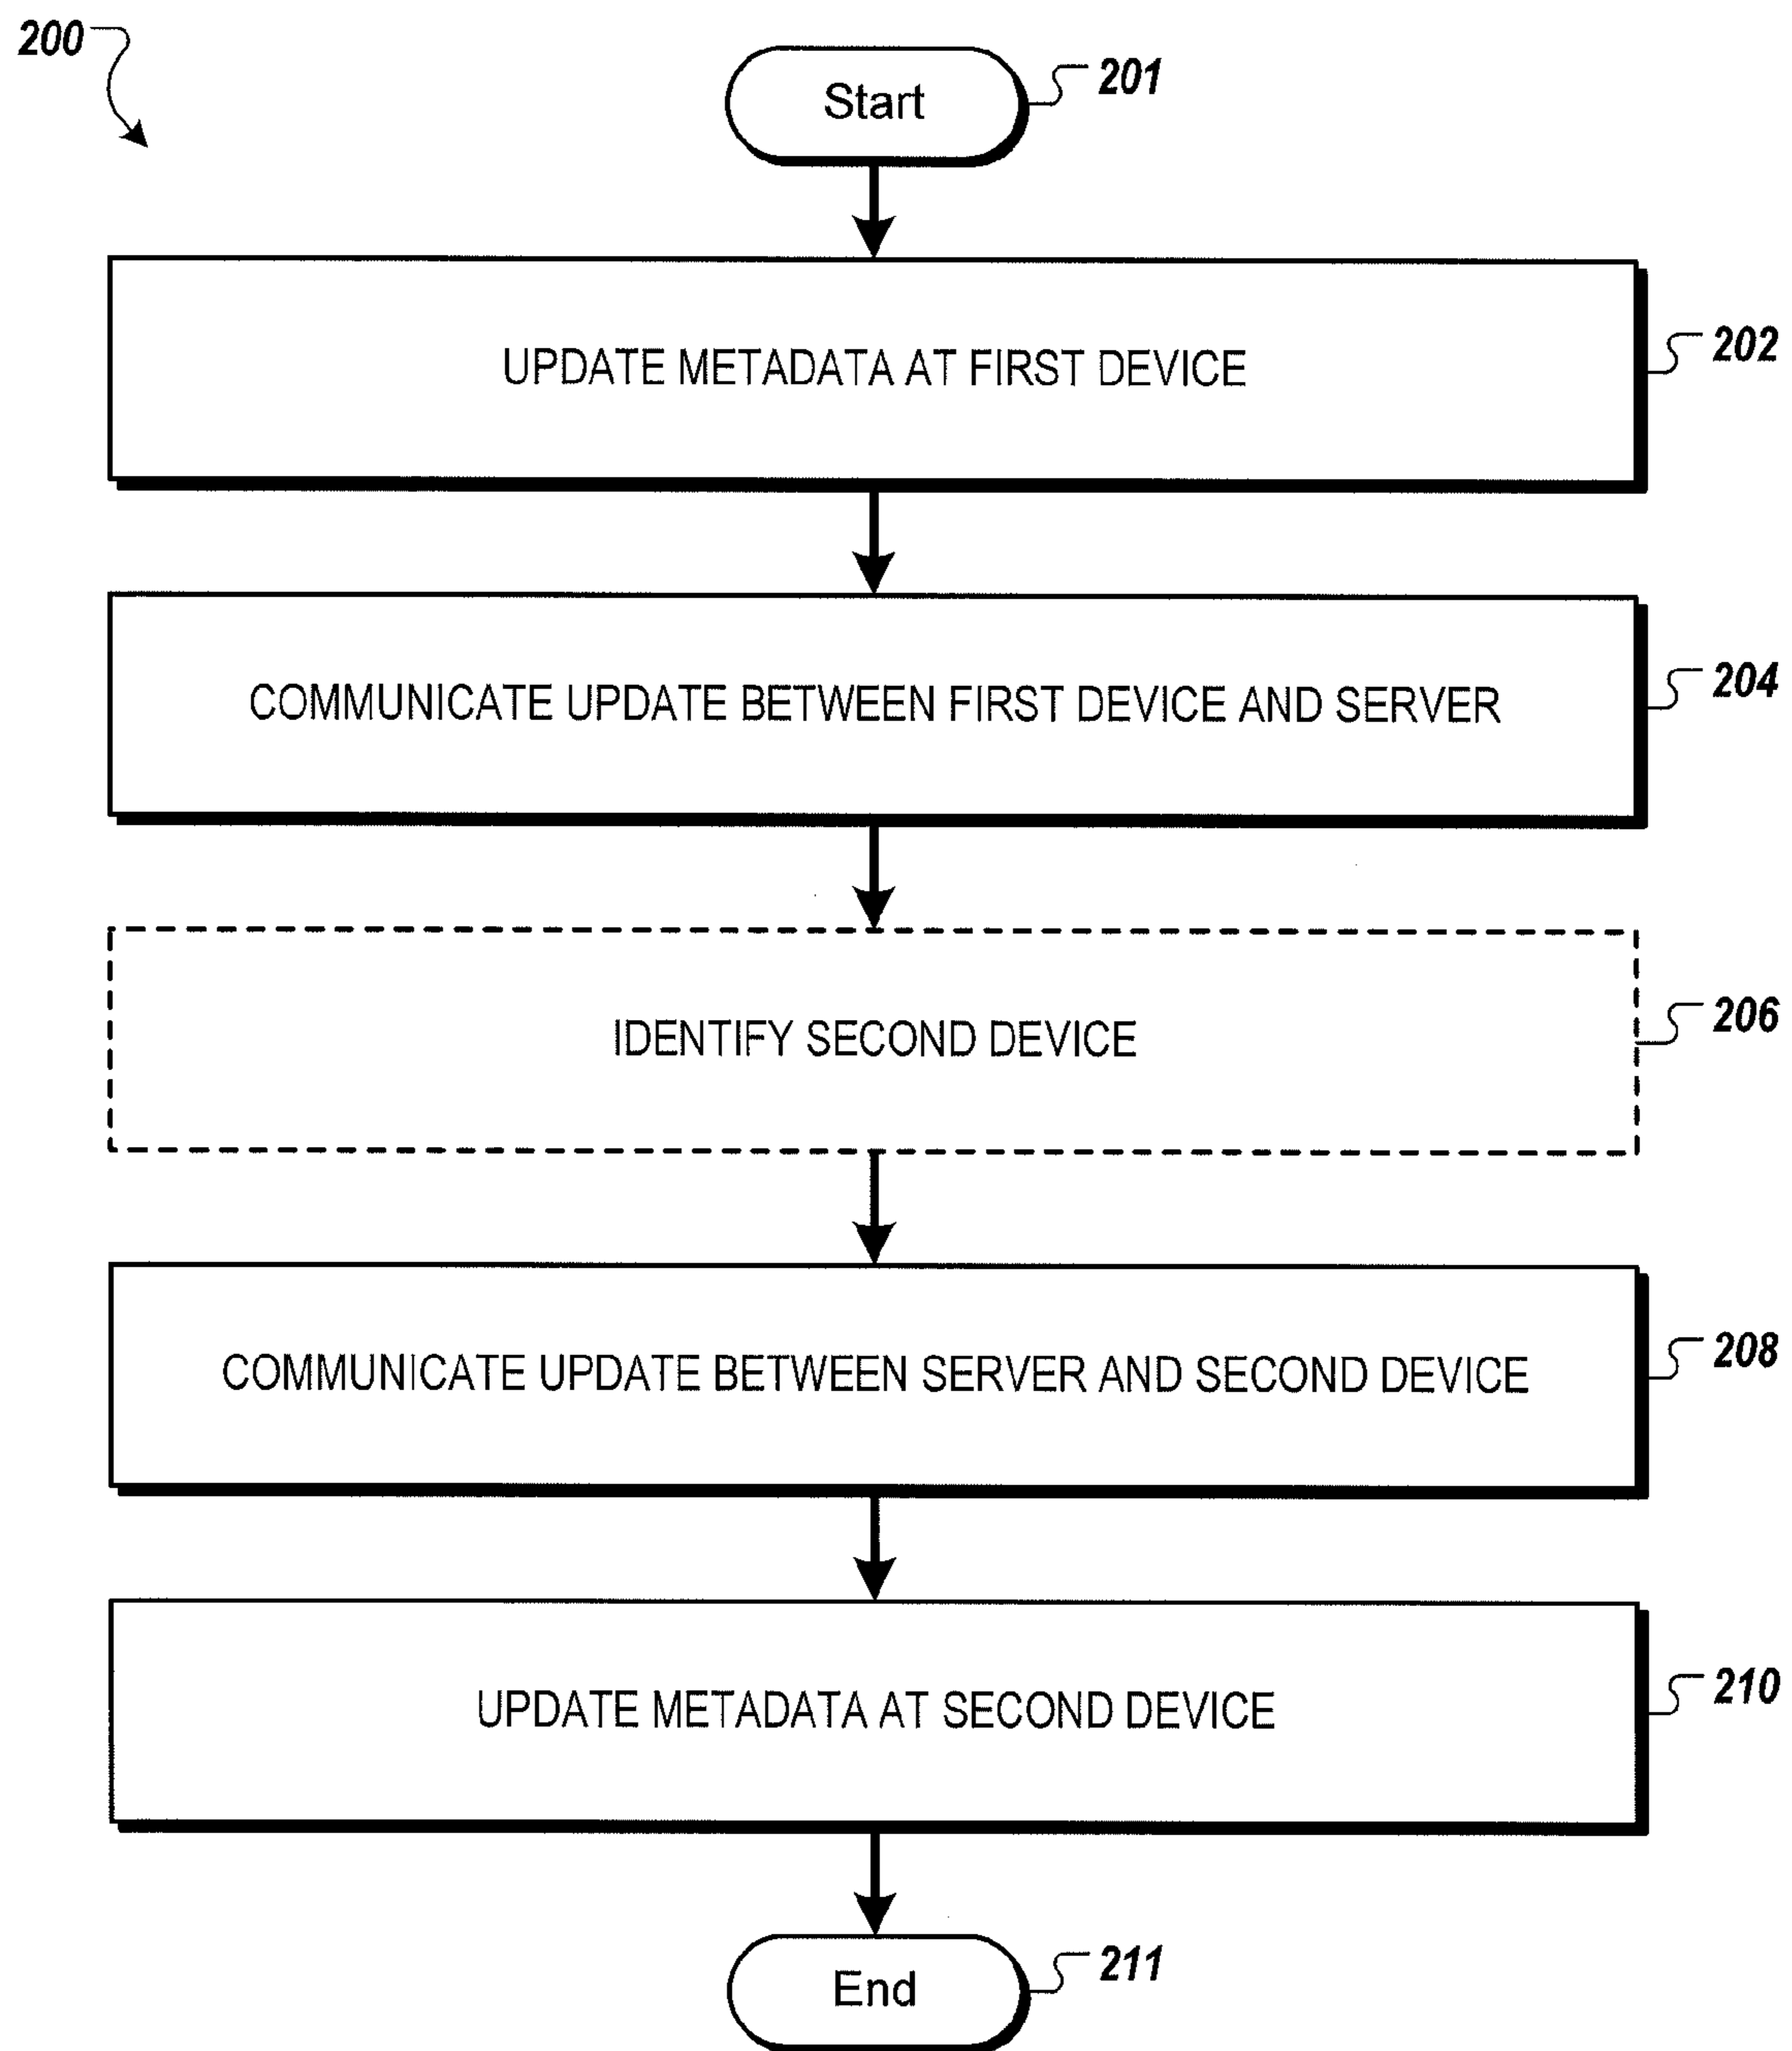 200
Start
201
UPDATE METADATA AT FIRST DEVICE
202
COMMUNICATE UPDATE BETWEEN FIRST DEVICE AND SERVER
204
IDENTIFY SECOND DEVICE
206
COMMUNICATE UPDATE BETWEEN SERVER AND SECOND DEVICE
208
UPDATE METADATA AT SECOND DEVICE
210
End
211